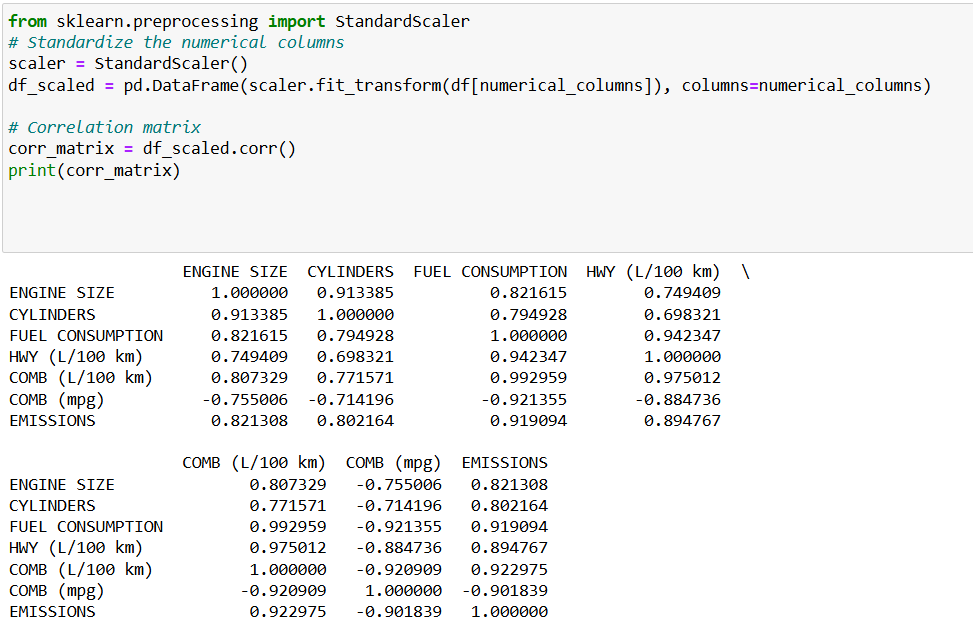 from sklearn.preprocessing import StandardScaler
# Standardize the numerical columns
scaler = StandardScaler()
df_scaled = pd.DataFrame(scaler.fit_transform(df[numerical_columns]), columns=numerical_columns)
# Correlation matrix
corr_matrix = df_scaled.corr()
print(corr_matrix)
ENGINE SIZE CYLINDERS FUEL CONSUMPTION HWY (L/100 km) \
ENGINE SIZE 1.000000 0.913385 0.821615 0.749409
CYLINDERS 0.913385 1.000000 0.794928 0.698321
FUEL CONSUMPTION 0.821615 0.794928 1.000000 0.942347
HWY (L/100 km) 0.749409 0.698321 0.942347 1.000000
COMB (L/100 km) 0.807329 0.771571 0.992959 0.975012
COMB (mpg) -0.755006 -0.714196 -0.921355 -0.884736
EMISSIONS 0.821308 0.802164 0.919094 0.894767
COMB (L/100 km) COMB (mpg) EMISSIONS
ENGINE SIZE 0.807329 -0.755006 0.821308
CYLINDERS 0.771571 -0.714196 0.802164
FUEL CONSUMPTION 0.992959 -0.921355 0.919094
HWY (L/100 km) 0.975012 -0.884736 0.894767
COMB (L/100 km) 1.000000 -0.920909 0.922975
COMB (mpg) -0.920909 1.000000 -0.901839
EMISSIONS 0.922975 -0.901839 1.000000